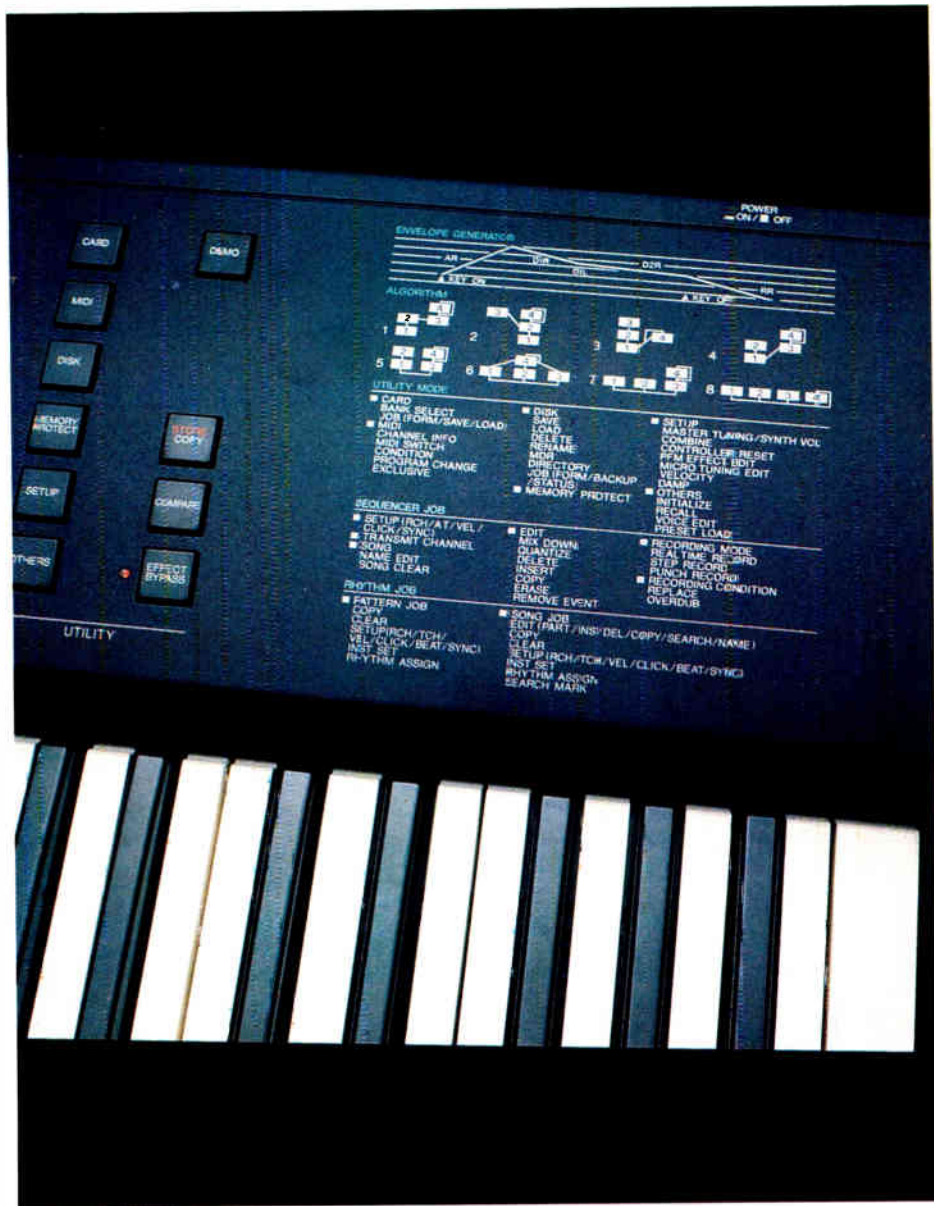 POWER
ON / OFF
CARD
DEMO
MIDI
DISK
MEMORY
PROTECT
STORE
COPY
SETUP
COMPARE
OTHERS
EFFECT
BYPASS
UTILITY
ENVELOPE GENERATOR
AR
D1R
D1L
D2R
RR
▲ KEY ON
▲ KEY OFF
ALGORITHM
1
2
3
4
5
6
7
8
UTILITY MODE
■ CARD
BANK SELECT
JOB (FORM/SAVE/LOAD)
■ MIDI
CHANNEL INFO
MIDI SWITCH
CONDITION
PROGRAM CHANGE
EXCLUSIVE
■ DISK
SAVE
LOAD
DELETE
RENAME
MDR
DIRECTORY
JOB (FORM/BACKUP
/STATUS)
■ MEMORY PROTECT
■ SETUP
MASTER TUNING/SYNTH VOL
COMBINE
CONTROLLER RESET
PFM EFFECT EDIT
MICRO TUNING EDIT
VELOCITY
DAMP
■ OTHERS
INITIALIZE
RECALL
VOICE EDIT
PRESET LOAD
SEQUENCER JOB
■ SETUP (RCH/AT/VEL/
CLICK/SYNC)
■ TRANSMIT CHANNEL
■ SONG
NAME EDIT
SONG CLEAR
■ EDIT
MIX DOWN
QUANTIZE
DELETE
INSERT
COPY
ERASE
REMOVE EVENT
■ RECORDING MODE
REAL TIME RECORD
STEP RECORD
PUNCH RECORD
■ RECORDING CONDITION
REPLACE
OVERDUB
RHYTHM JOB
■ PATTERN JOB
COPY
CLEAR
SETUP(RCH/TCH/
VEL/CLICK/BEAT/SYNC)
INST SET
RHYTHM ASSIGN
■ SONG JOB
EDIT (PART/INS/DEL/COPY/SEARCH/NAME)
COPY
CLEAR
SETUP (RCH/TCH/VEL/CLICK/BEAT/SYNC)
INST SET
RHYTHM ASSIGN
SEARCH MARK